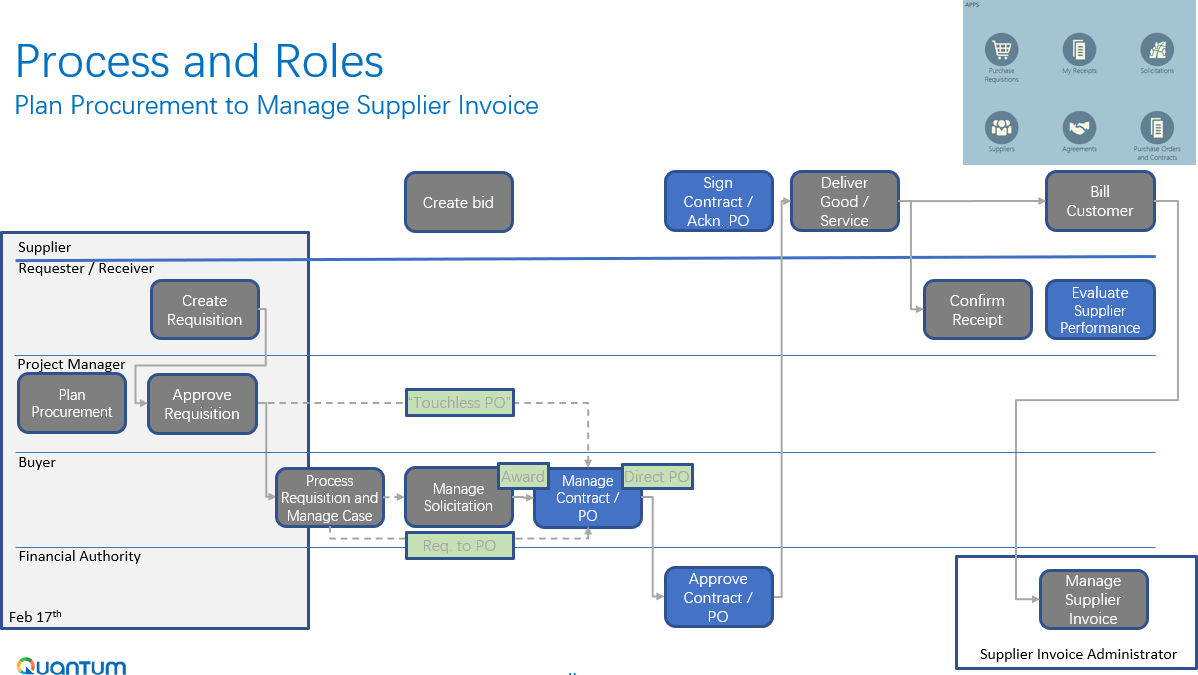 APPS
Process and Roles
Plan Procurement to Manage Supplier Invoice
Purchase
Requisitions
My Receipts
Solicitations
Suppliers
Agreements
Purchase Orders
and Contracts
Create bid
Sign
Contract /
Ackn. PO
Deliver
Good /
Service
Bill
Customer
Supplier
Requester / Receiver
Create
Requisition
Confirm
Receipt
Evaluate
Supplier
Performance
Project Manager
Plan
Procurement
Approve
Requisition
"Touchless PO"
Buyer
Process
Requisition and
Manage Case
Manage
Solicitation
Award
Manage
Contract /
PO
Direct PO
Req. to PO
Financial Authority
Approve
Contract /
PO
Manage
Supplier
Invoice
Feb 17th
Supplier Invoice Administrator
Quantum